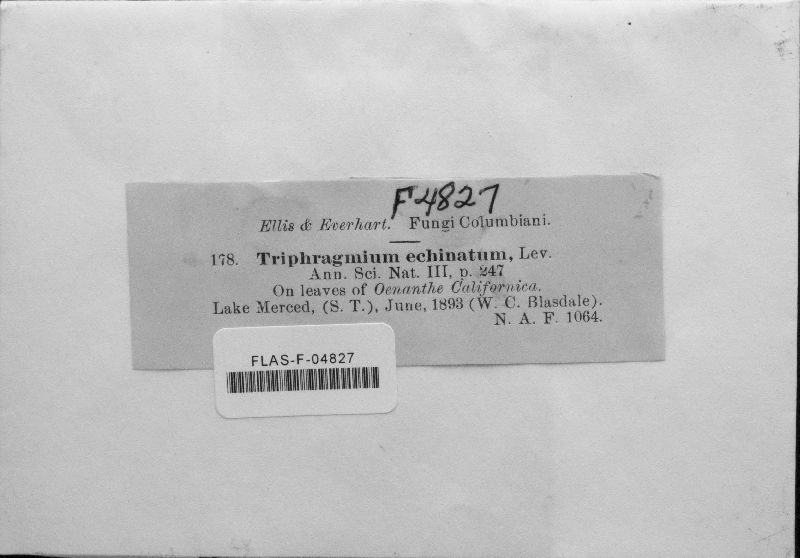 F4827
Ellis & Everhart. Fungi Columbiani.
178. Triphragmium echinatum, Lev.
Ann. Sci. Nat. III, p. 247
On leaves of Oenanthe Californica.
Lake Merced, (S. T.), June, 1893 (W. C. Blasdale).
N. A. F. 1064.
FLAS-F-04827